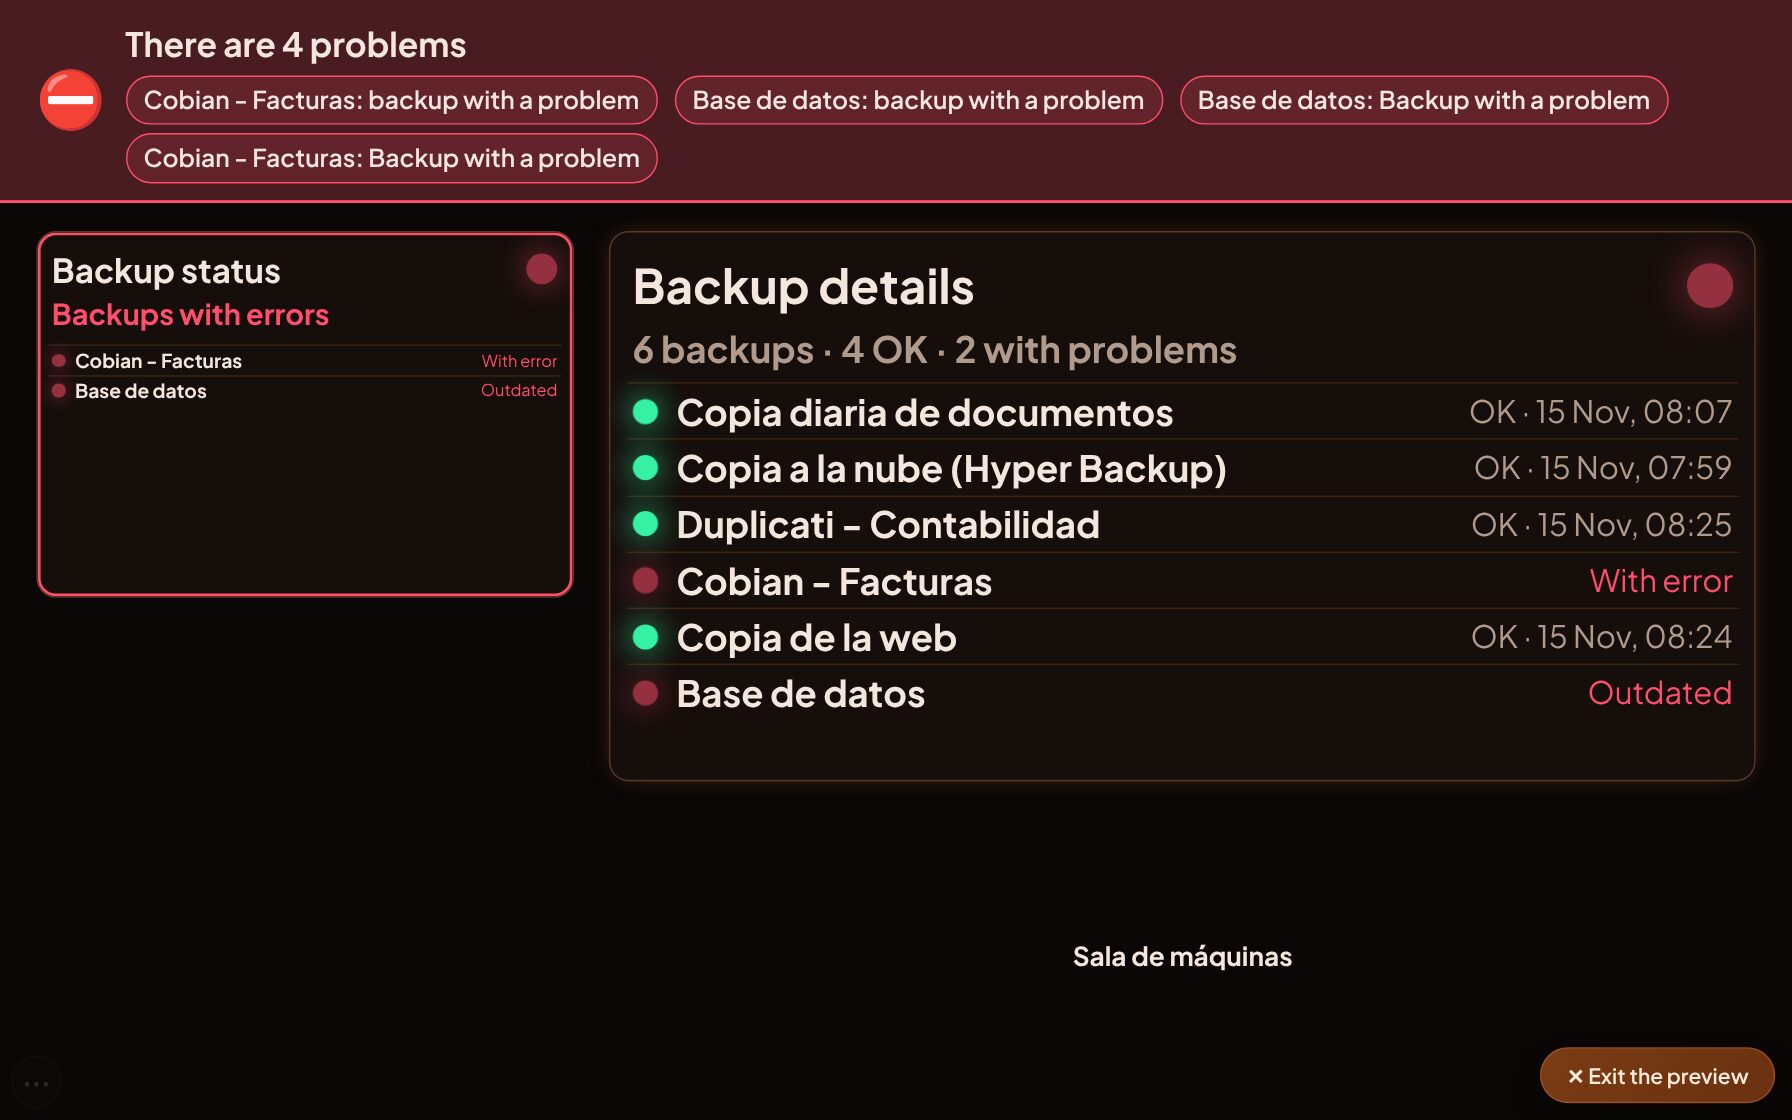 There are 4 problems
Cobian - Facturas: backup with a problem
Base de datos: backup with a problem
Base de datos: Backup with a problem
Cobian - Facturas: Backup with a problem
Backup status
Backups with errors
Cobian - Facturas With error
Base de datos Outdated
Backup details
6 backups · 4 OK · 2 with problems
Copia diaria de documentos OK · 15 Nov, 08:07
Copia a la nube (Hyper Backup) OK · 15 Nov, 07:59
Duplicati - Contabilidad OK · 15 Nov, 08:25
Cobian - Facturas With error
Copia de la web OK · 15 Nov, 08:24
Base de datos Outdated
Sala de máquinas
✕ Exit the preview